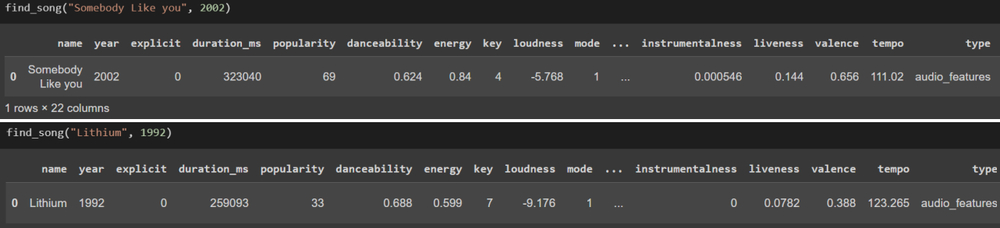 find_song("Somebody Like you", 2002)
name year explicit duration_ms popularity danceability energy key loudness mode ... instrumentalness liveness valence tempo type
0 Somebody Like you 2002 0 323040 69 0.624 0.84 4 -5.768 1 ... 0.000546 0.144 0.656 111.02 audio_features
1 rows × 22 columns
find_song("Lithium", 1992)
name year explicit duration_ms popularity danceability energy key loudness mode ... instrumentalness liveness valence tempo type
0 Lithium 1992 0 259093 33 0.688 0.599 7 -9.176 1 ... 0 0.0782 0.388 123.265 audio_features